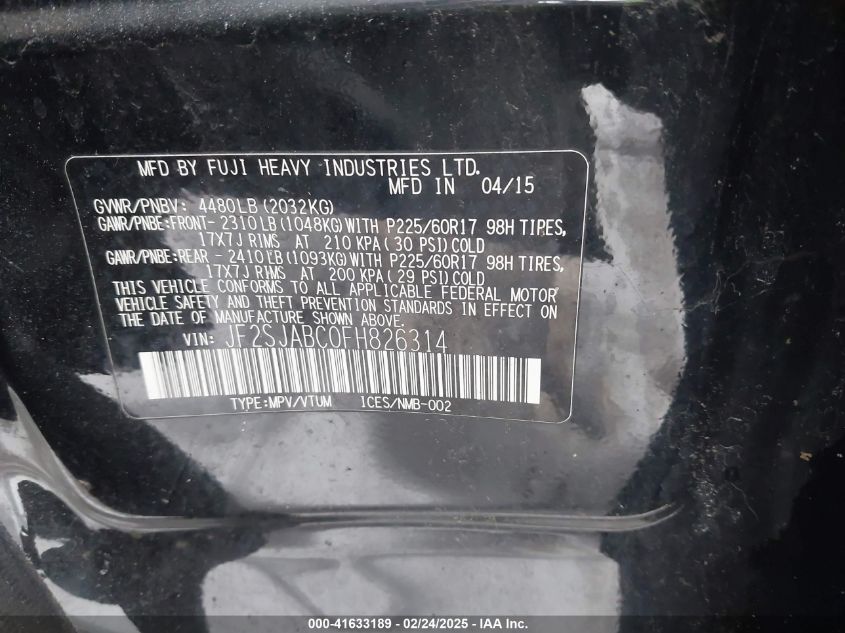 MFD BY FUJI HEAVY INDUSTRIES LTD.
MFD IN 04/15
GVWR/PNBV: 4480LB (2032KG)
GAWR/PNBE:FRONT- 2310LB (1048KG) WITH P225/60R17 98H TIRES,
17X7J RIMS AT 210 KPA (30 PSI) COLD
GAWR/PNBE:REAR - 2410LB (1093KG) WITH P225/60R17 98H TIRES,
17X7J RIMS AT 200 KPA (29 PSI) COLD
THIS VEHICLE CONFORMS TO ALL APPLICABLE FEDERAL MOTOR
VEHICLE SAFETY AND THEFT PREVENTION STANDARDS IN EFFECT ON
THE DATE OF MANUFACTURE SHOWN ABOVE.
VIN: JF2SJABC0FH826314
TYPE:MPV/VTUM ICES/NMB-002
000-41633189 - 02/24/2025 - IAA Inc.